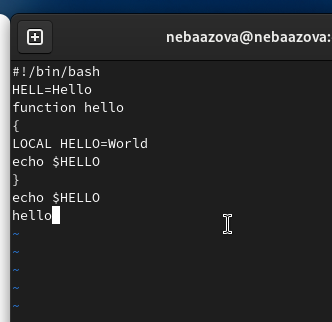 nebaazova@nebaazova:
#!/bin/bash
HELL=Hello
function hello
{
LOCAL HELLO=World
echo $HELLO
}
echo $HELLO
hello
~
~
~
~
~